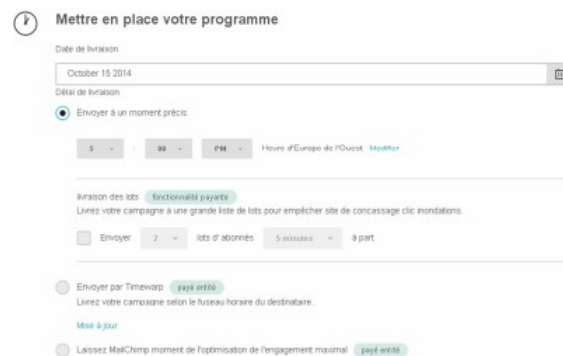 Mettre en place votre programme
Date de livraison
October 15 2014
Délai de livraison
Envoyer à un moment précis
5 : 00 PM Heure d'Europe de l'Ouest Modifier
livraison des lots fonctionnalité payante
Livrez votre campagne à une grande liste de lots pour empêcher site de concassage clic inondations.
Envoyer 2 lots d' abonnés 5 minutes à part
Envoyer par Timewarp payé entité
Livrez votre campagne selon le fuseau horaire du destinataire.
Mise à jour
Laissez MailChimp moment de l'optimisation de l'engagement maximal payé entité